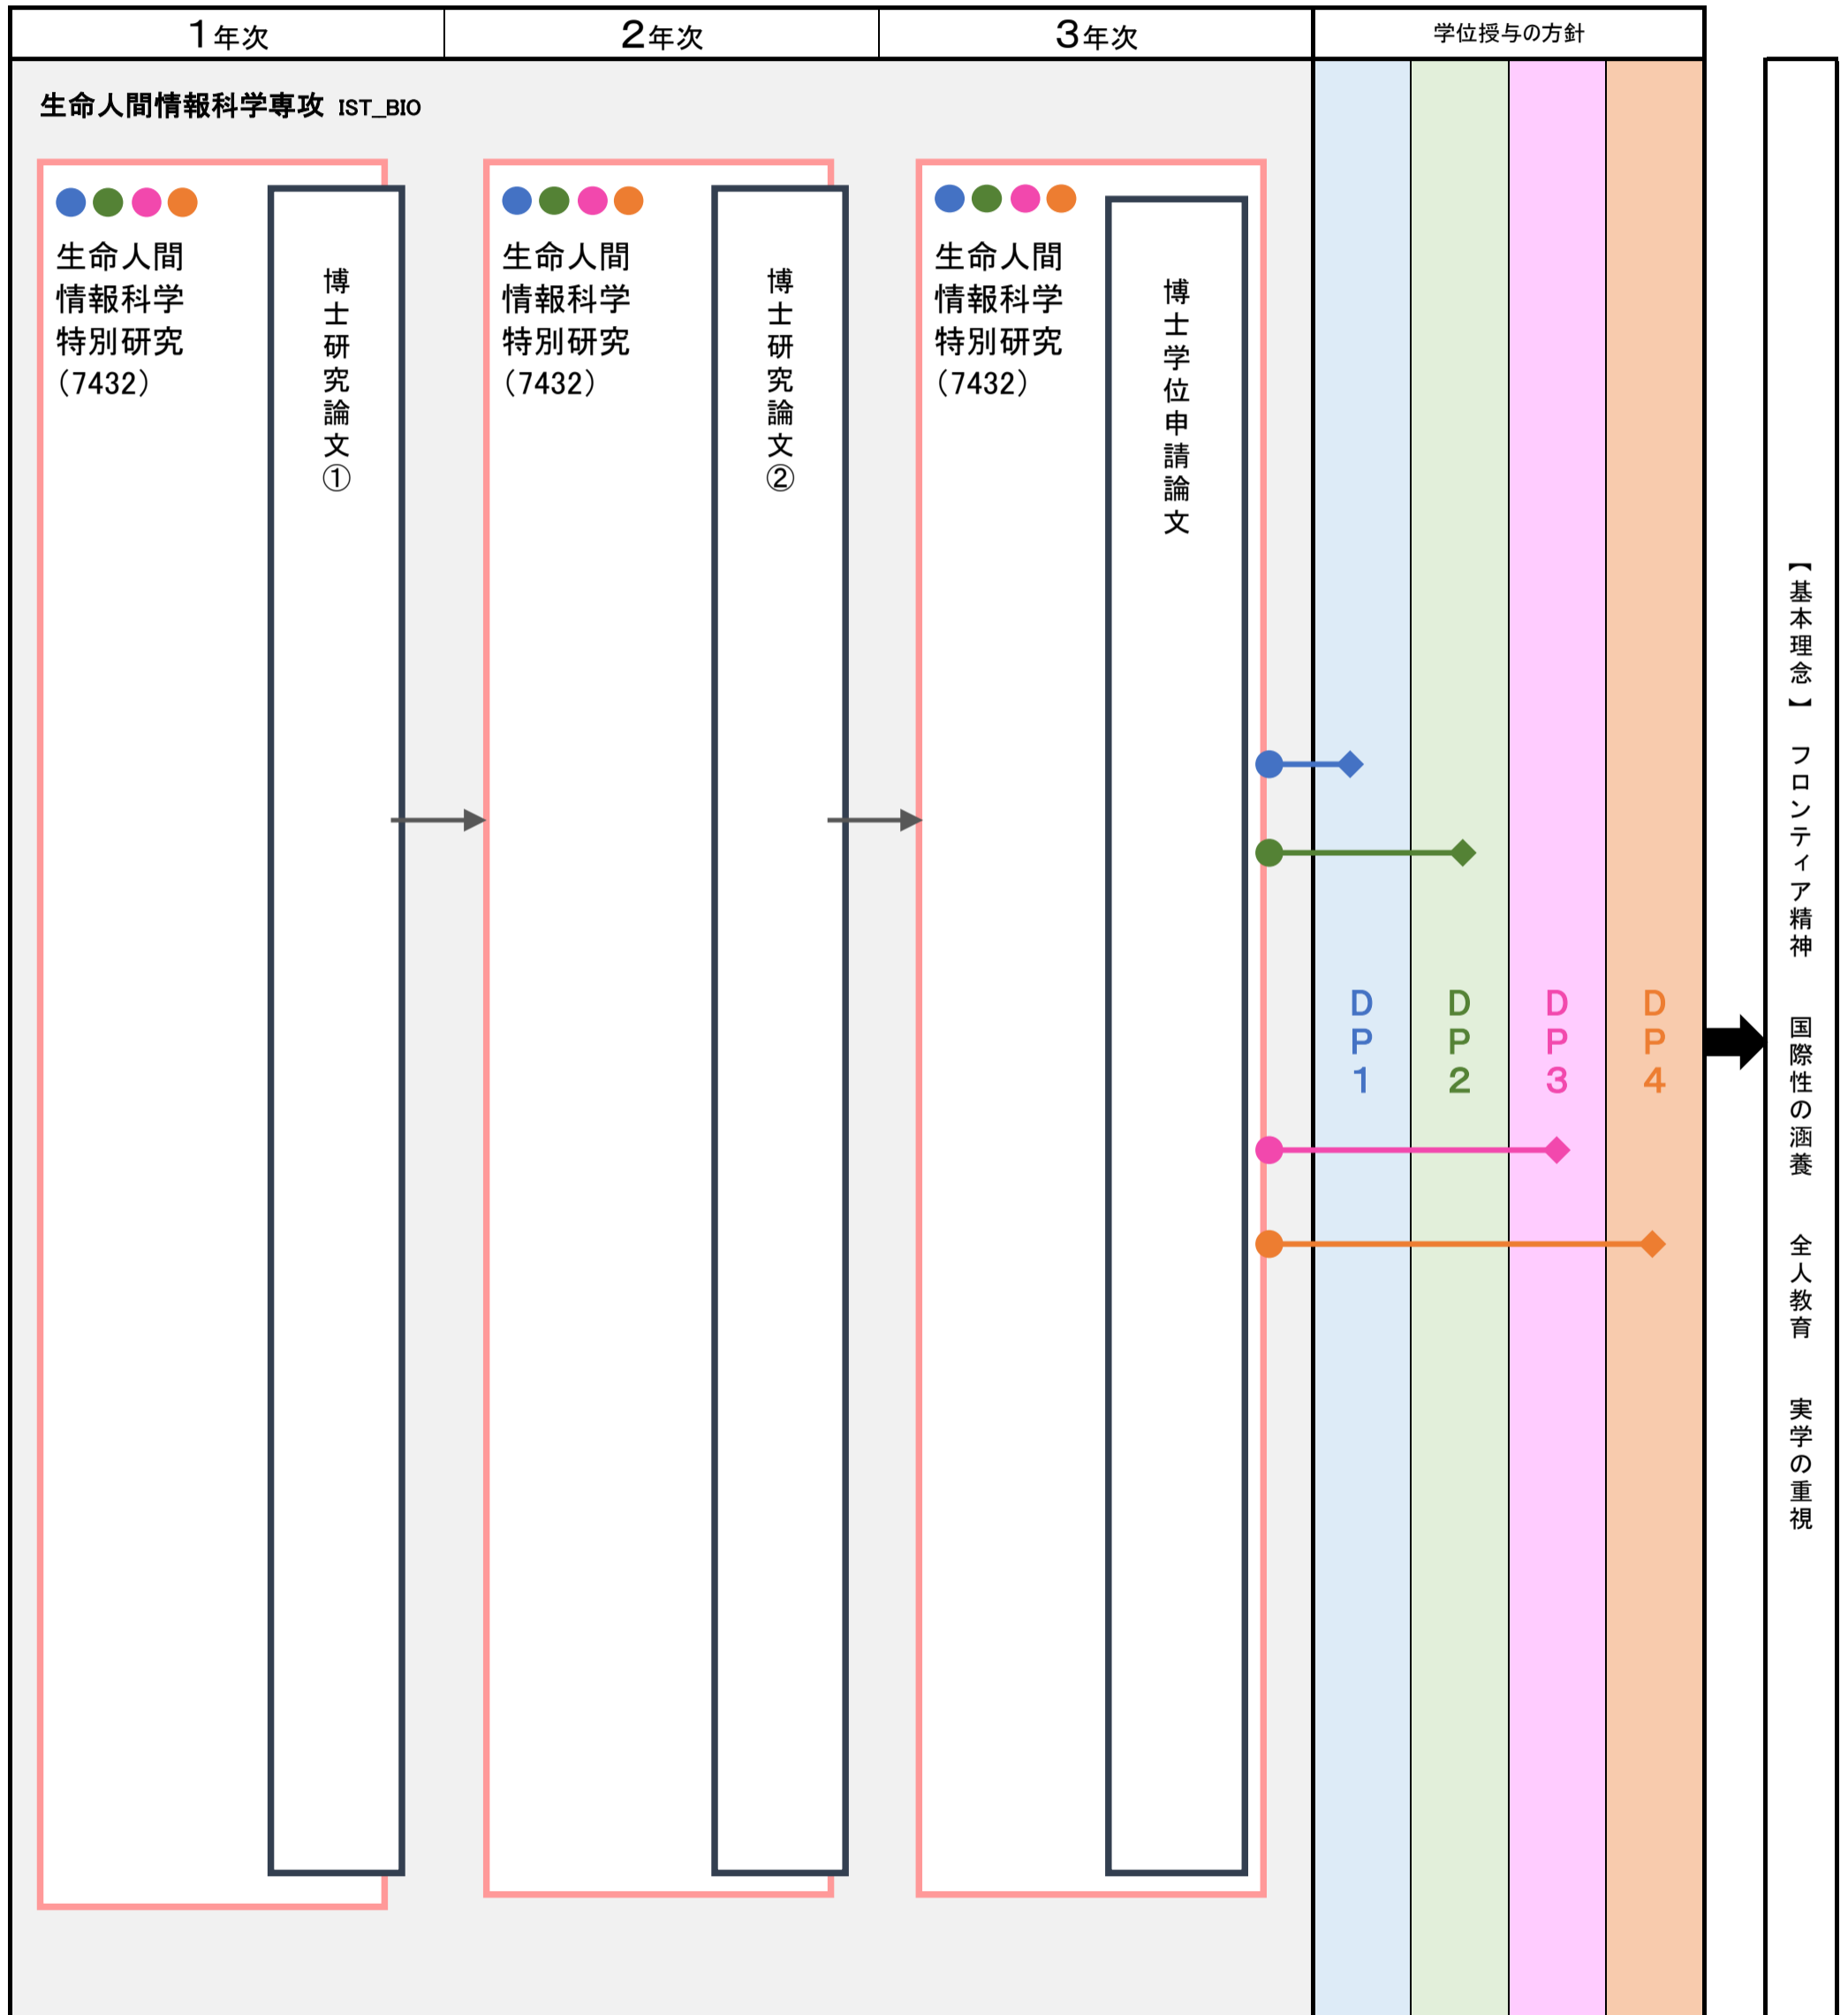 1年次
2年次
3年次
学位授与の方針
生命人間情報科学専攻 IST_BIO
生命人間
情報科学
特別研究
(7432)
博士研究論文①
生命人間
情報科学
特別研究
(7432)
博士研究論文②
生命人間
情報科学
特別研究
(7432)
博士学位申請論文
DP1
DP2
DP3
DP4
【基本理念】 フロンティア精神 国際性の涵養 全人教育 実学の重視